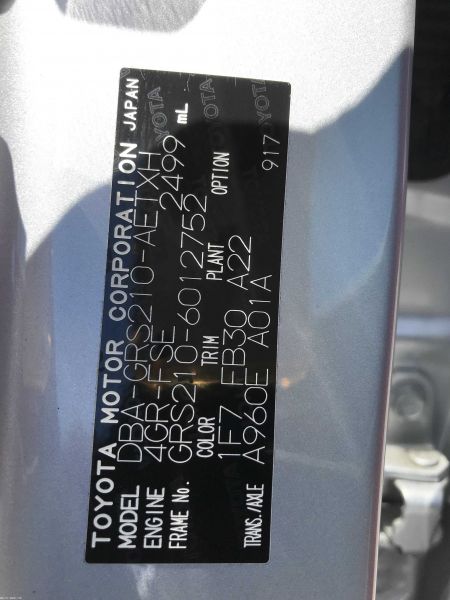 TOYOTA MOTOR CORPORATION JAPAN
MODEL DBA-GRS210-AETXH
ENGINE 4GR-FSE 2499 mL
FRAME No. GRS210-6012752
COLOR TRIM PLANT OPTION
1F7 FB30 A22 917
TRANS./AXLE A960E A01A